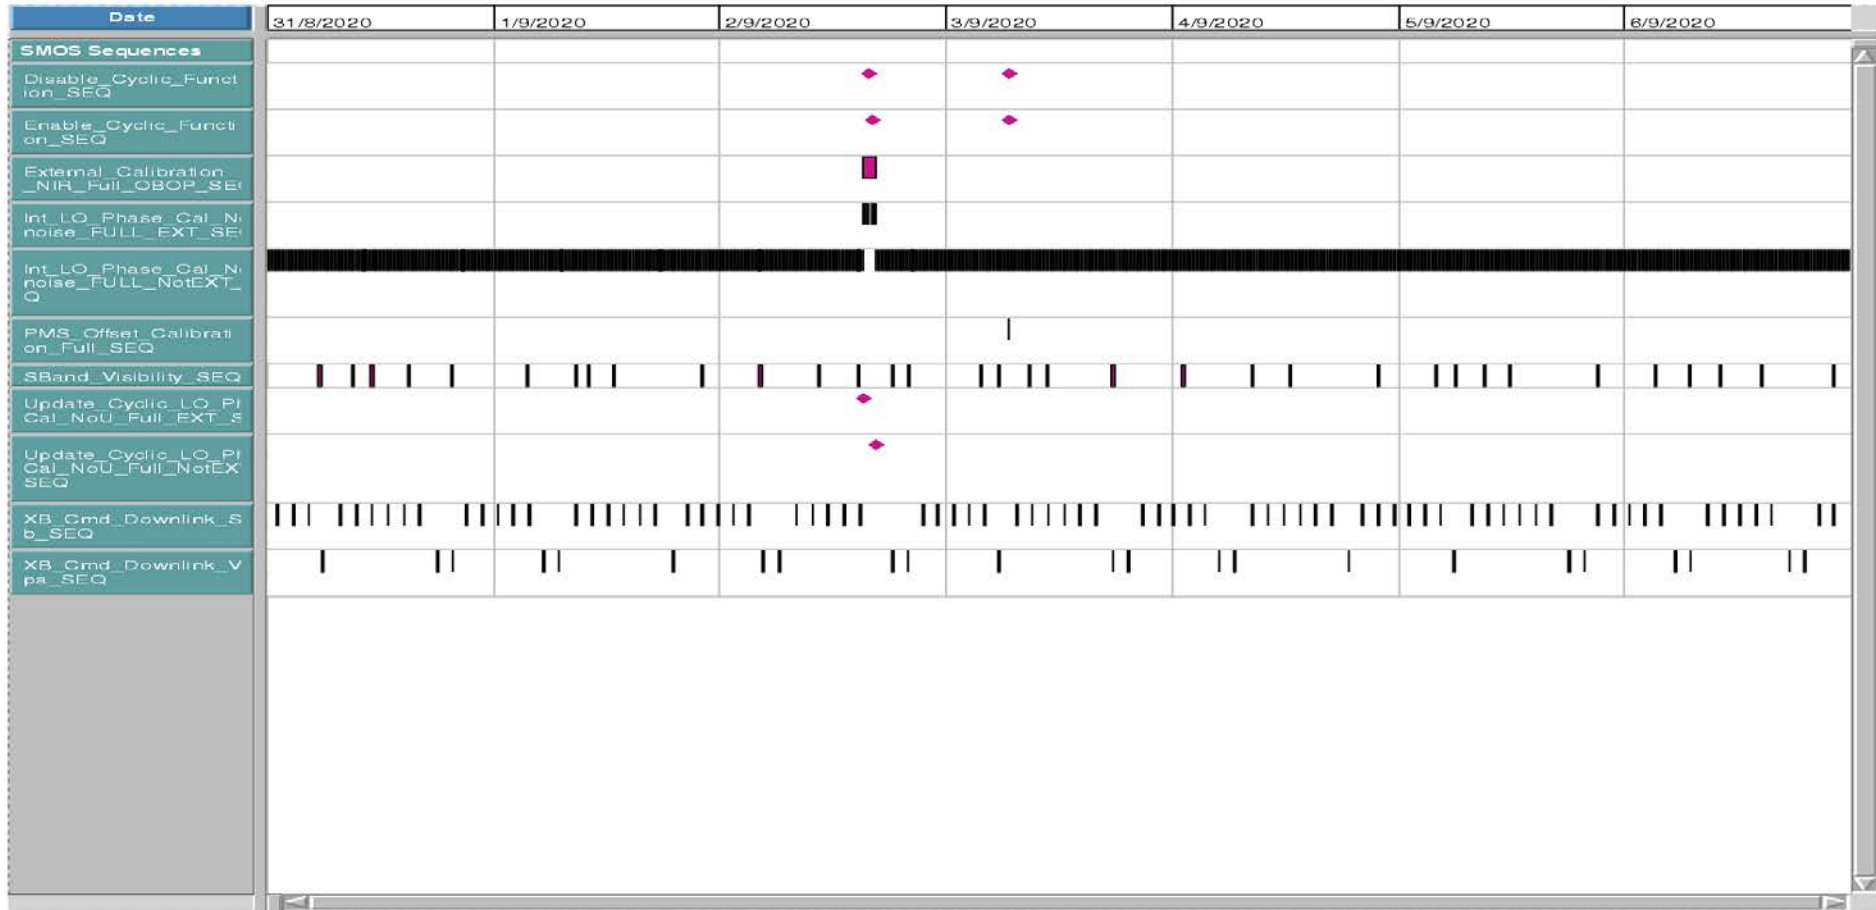 Date
31/8/2020 1/9/2020 2/9/2020 3/9/2020 4/9/2020 5/9/2020 6/9/2020
SMOS Sequences
Disable_Cyclic_Funct
ion_SEQ
Enable_Cyclic_Functi
on_SEQ
External_Calibration
_NIR_Full_OBOP_SE
Int_LO_Phase_Cal_N
noise_FULL_EXT_SE
Int_LO_Phase_Cal_N
noise_FULL_NotEXT_
Q
PMS_Offset_Calibrati
on_Full_SEQ
SBand_Visibility_SEQ
Update_Cyclic_LO_Pl
Cal_NoU_Full_EXT_S
Update_Cyclic_LO_Pl
Cal_NoU_Full_NotEX
SEQ
XB_Cmd_Downlink_S
b_SEQ
XB_Cmd_Downlink_V
pa_SEQ